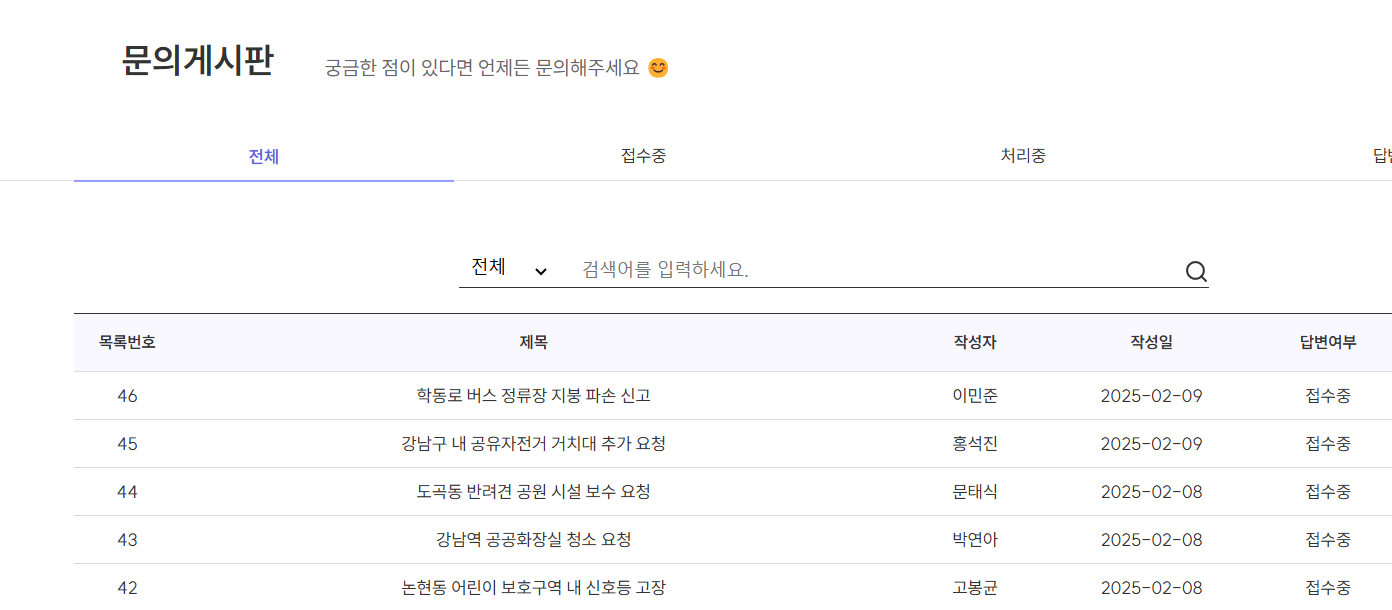 문의게시판 궁금한 점이 있다면 언제든 문의해주세요 😊
전체 접수중 처리중
전체 검색어를 입력하세요.
목록번호 제목 작성자 작성일 답변여부
46 학동로 버스 정류장 지붕 파손 신고 이민준 2025-02-09 접수중
45 강남구 내 공유자전거 거치대 추가 요청 홍석진 2025-02-09 접수중
44 도곡동 반려견 공원 시설 보수 요청 문태식 2025-02-08 접수중
43 강남역 공공화장실 청소 요청 박연아 2025-02-08 접수중
42 논현동 어린이 보호구역 내 신호등 고장 고봉균 2025-02-08 접수중